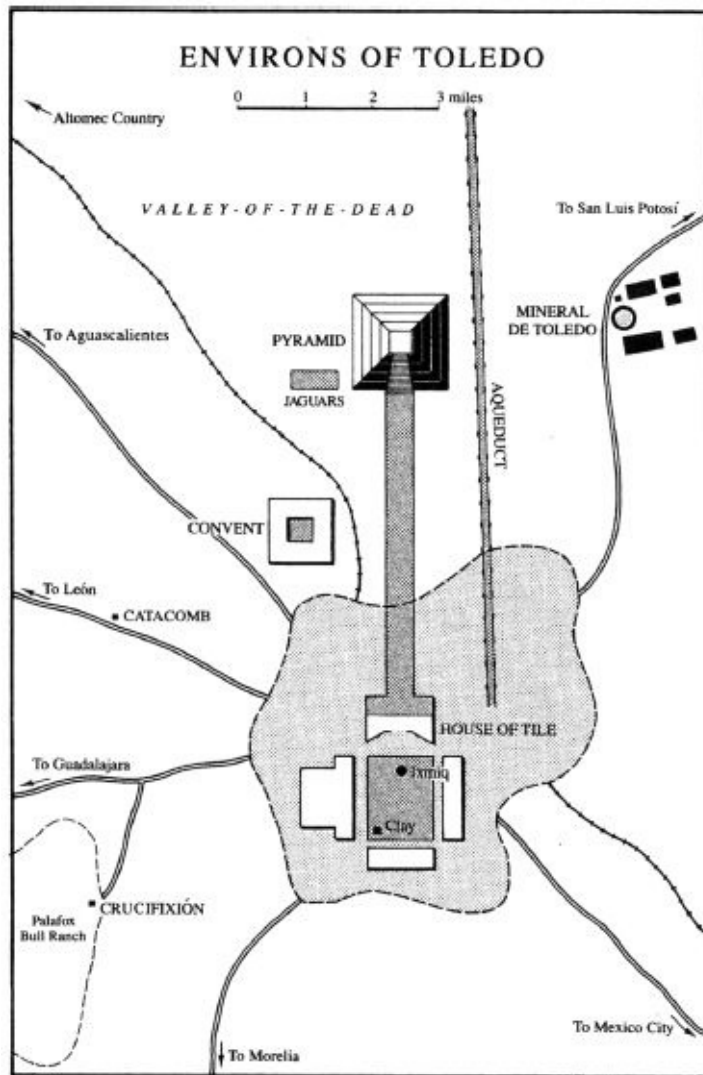 ENVIRONS OF TOLEDO
0 1 2 3 miles
Altomec Country
VALLEY-OF-THE-DEAD
To San Luis Potosí
MINERAL
DE TOLEDO
To Aguascalientes
PYRAMID
JAGUARS
AQUEDUCT
CONVENT
To León
CATACOMB
HOUSE OF TILE
To Guadalajara
Ixmiq
Clay
CRUCIFIXIÓN
Palafox
Bull Ranch
To Mexico City
To Morelia